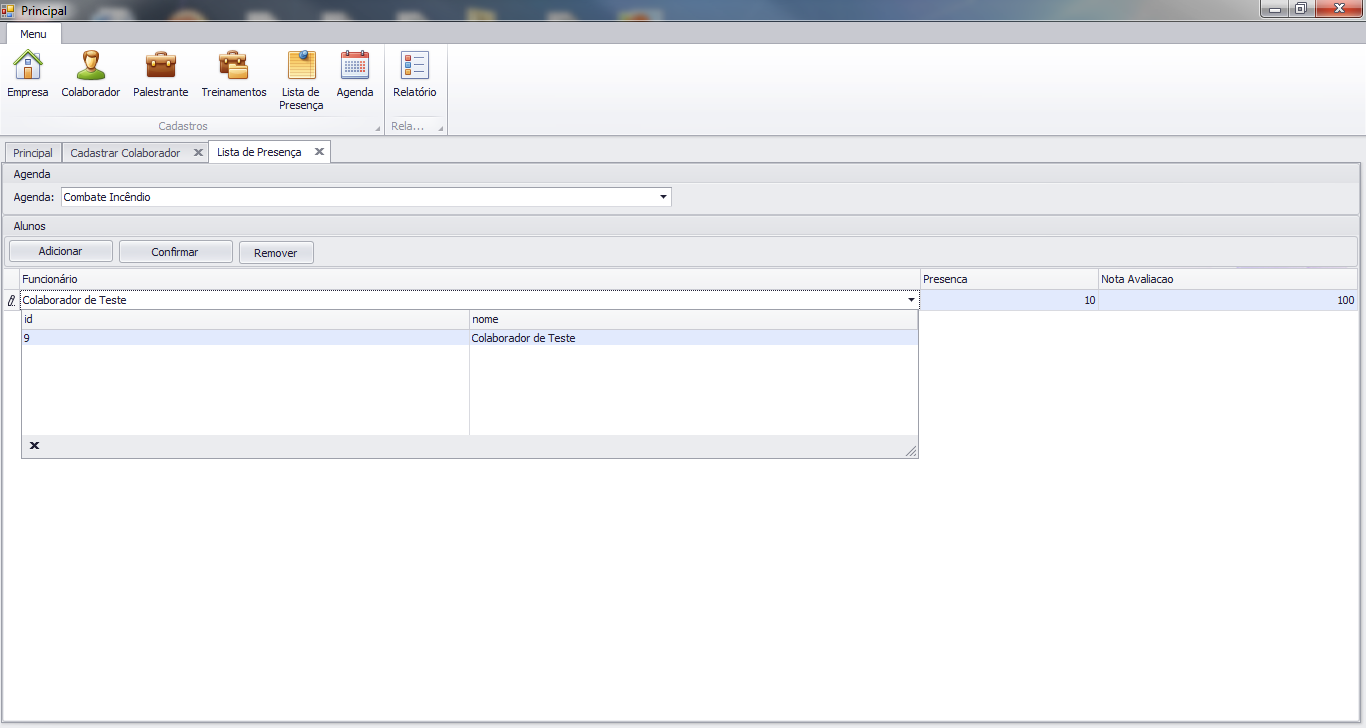 Principal
Menu
Empresa
Colaborador
Palestrante
Treinamentos
Lista de
Presença
Agenda
Relatório
Cadastros
Rela...
Principal
Cadastrar Colaborador
Lista de Presença
Agenda
Agenda: Combate Incêndio
Alunos
Adicionar Confirmar Remover
Funcionário Presenca Nota Avaliacao
Colaborador de Teste 10 100
id nome
9 Colaborador de Teste